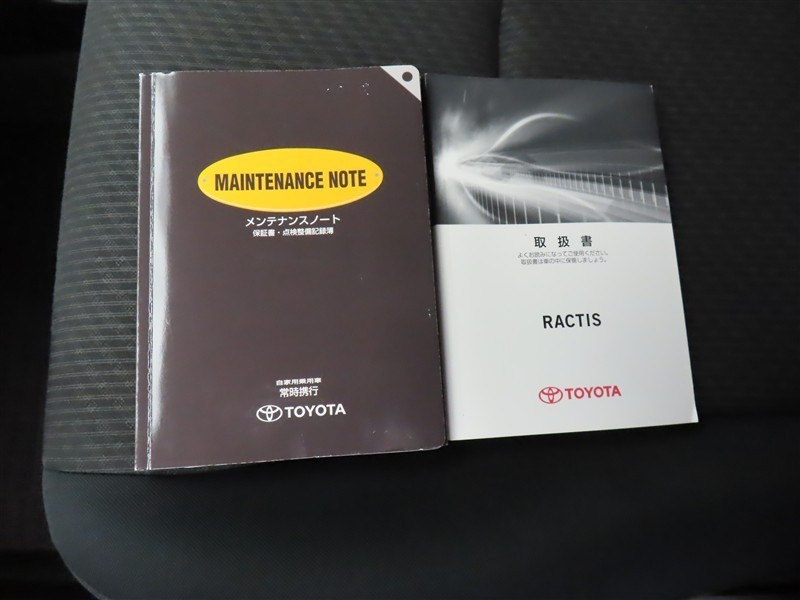 MAINTENANCE NOTE
メンテナンスノート
保証書・点検整備記録簿
自家用乗用車
常時携行
TOYOTA
取扱書
よくお読みになってご使用ください。
取扱書は車の中に保管しましょう。
RACTIS
TOYOTA